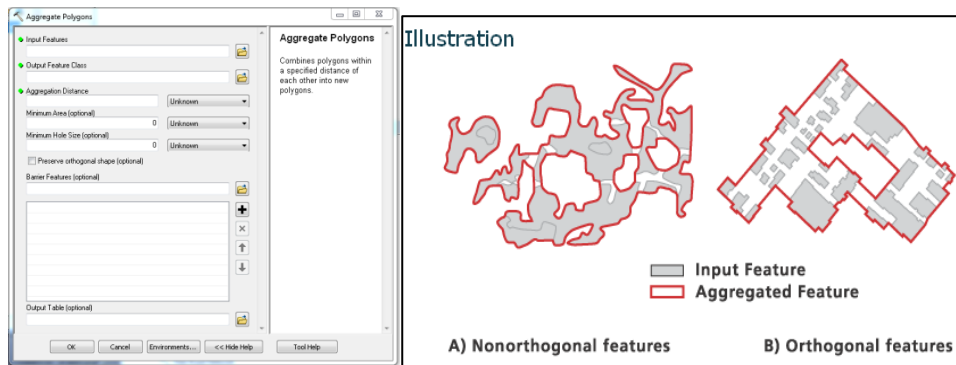 Aggregate Polygons
Input Features
Output Feature Class
Aggregation Distance
Unknown
Minimum Area (optional)
0 Unknown
Minimum Hole Size (optional)
0 Unknown
Preserve orthogonal shape (optional)
Barrier Features (optional)
Output Table (optional)
OK Cancel Environments... << Hide Help Tool Help
Aggregate Polygons
Combines polygons within
a specified distance of
each other into new
polygons.
Illustration
Input Feature
Aggregated Feature
A) Nonorthogonal features B) Orthogonal features